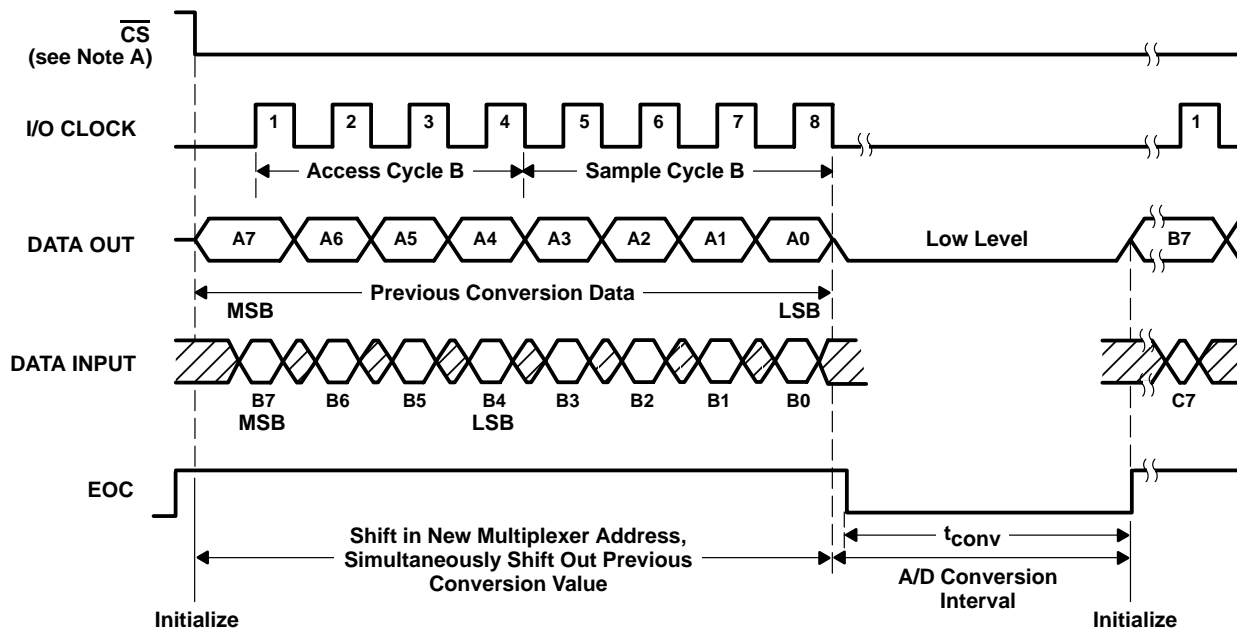 CS
(see Note A)
I/O CLOCK
1 2 3 4 5 6 7 8 1
Access Cycle B Sample Cycle B
DATA OUT
A7 A6 A5 A4 A3 A2 A1 A0 Low Level B7
Previous Conversion Data
MSB LSB
DATA INPUT
B7 B6 B5 B4 B3 B2 B1 B0 C7
MSB LSB
EOC
Shift in New Multiplexer Address,
Simultaneously Shift Out Previous
Conversion Value
tconv
A/D Conversion
Interval
Initialize Initialize